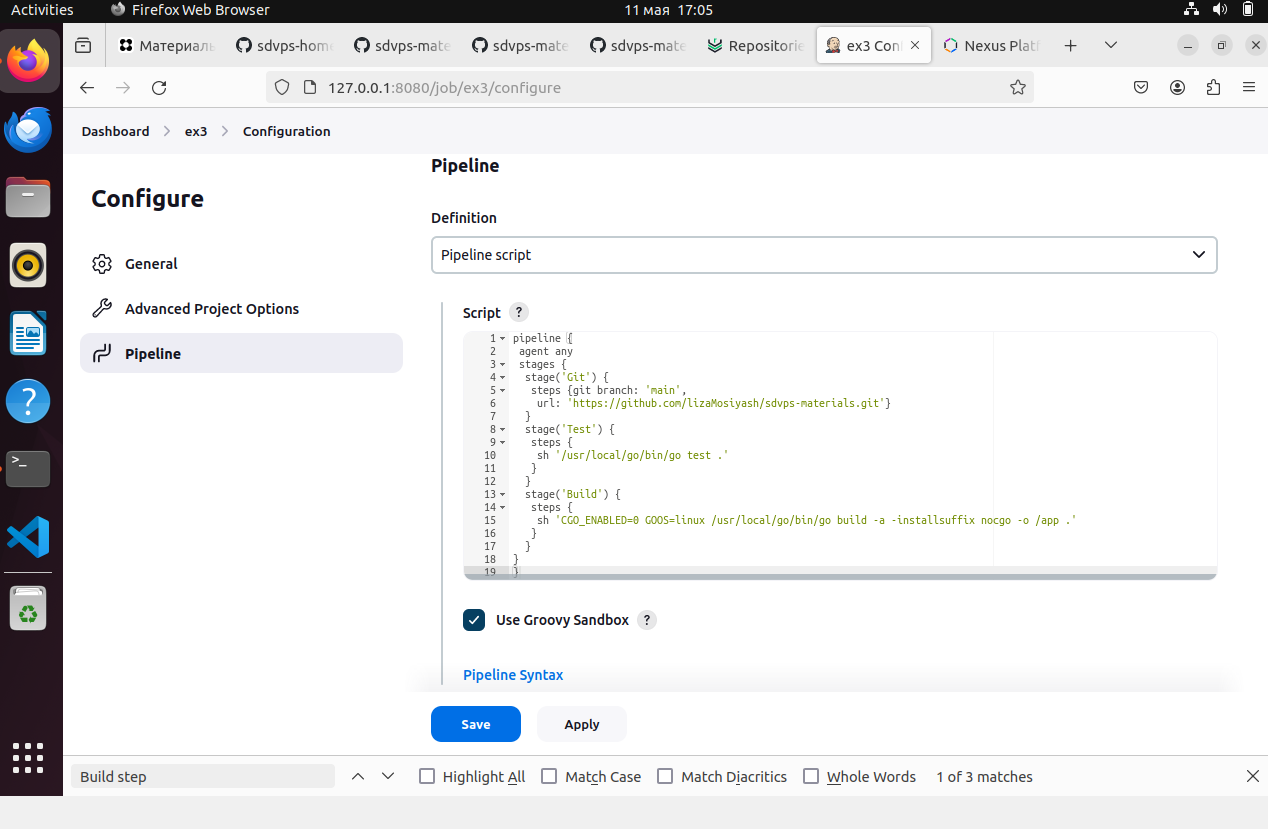 Activities
Firefox Web Browser
11 мая 17:05
Материаль
sdvps-hom
sdvps-mate
sdvps-mate
sdvps-mate
Repositorie
ex3 Con
Nexus Platf
127.0.0.1:8080/job/ex3/configure
Dashboard
ex3
Configuration
Configure
General
Advanced Project Options
Pipeline
Pipeline
Definition
Pipeline script
Script ?
1 pipeline {
2 agent any
3 stages {
4 stage('Git') {
5 steps {git branch: 'main',
6 url: 'https://github.com/lizaMosiyash/sdvps-materials.git'}
7 }
8 stage('Test') {
9 steps {
10 sh '/usr/local/go/bin/go test .'
11 }
12 }
13 stage('Build') {
14 steps {
15 sh 'CGO_ENABLED=0 GOOS=linux /usr/local/go/bin/go build -a -installsuffix nocgo -o /app .'
16 }
17 }
18 }
19 }
Use Groovy Sandbox ?
Pipeline Syntax
Save
Apply
Build step
Highlight All
Match Case
Match Diacritics
Whole Words
1 of 3 matches